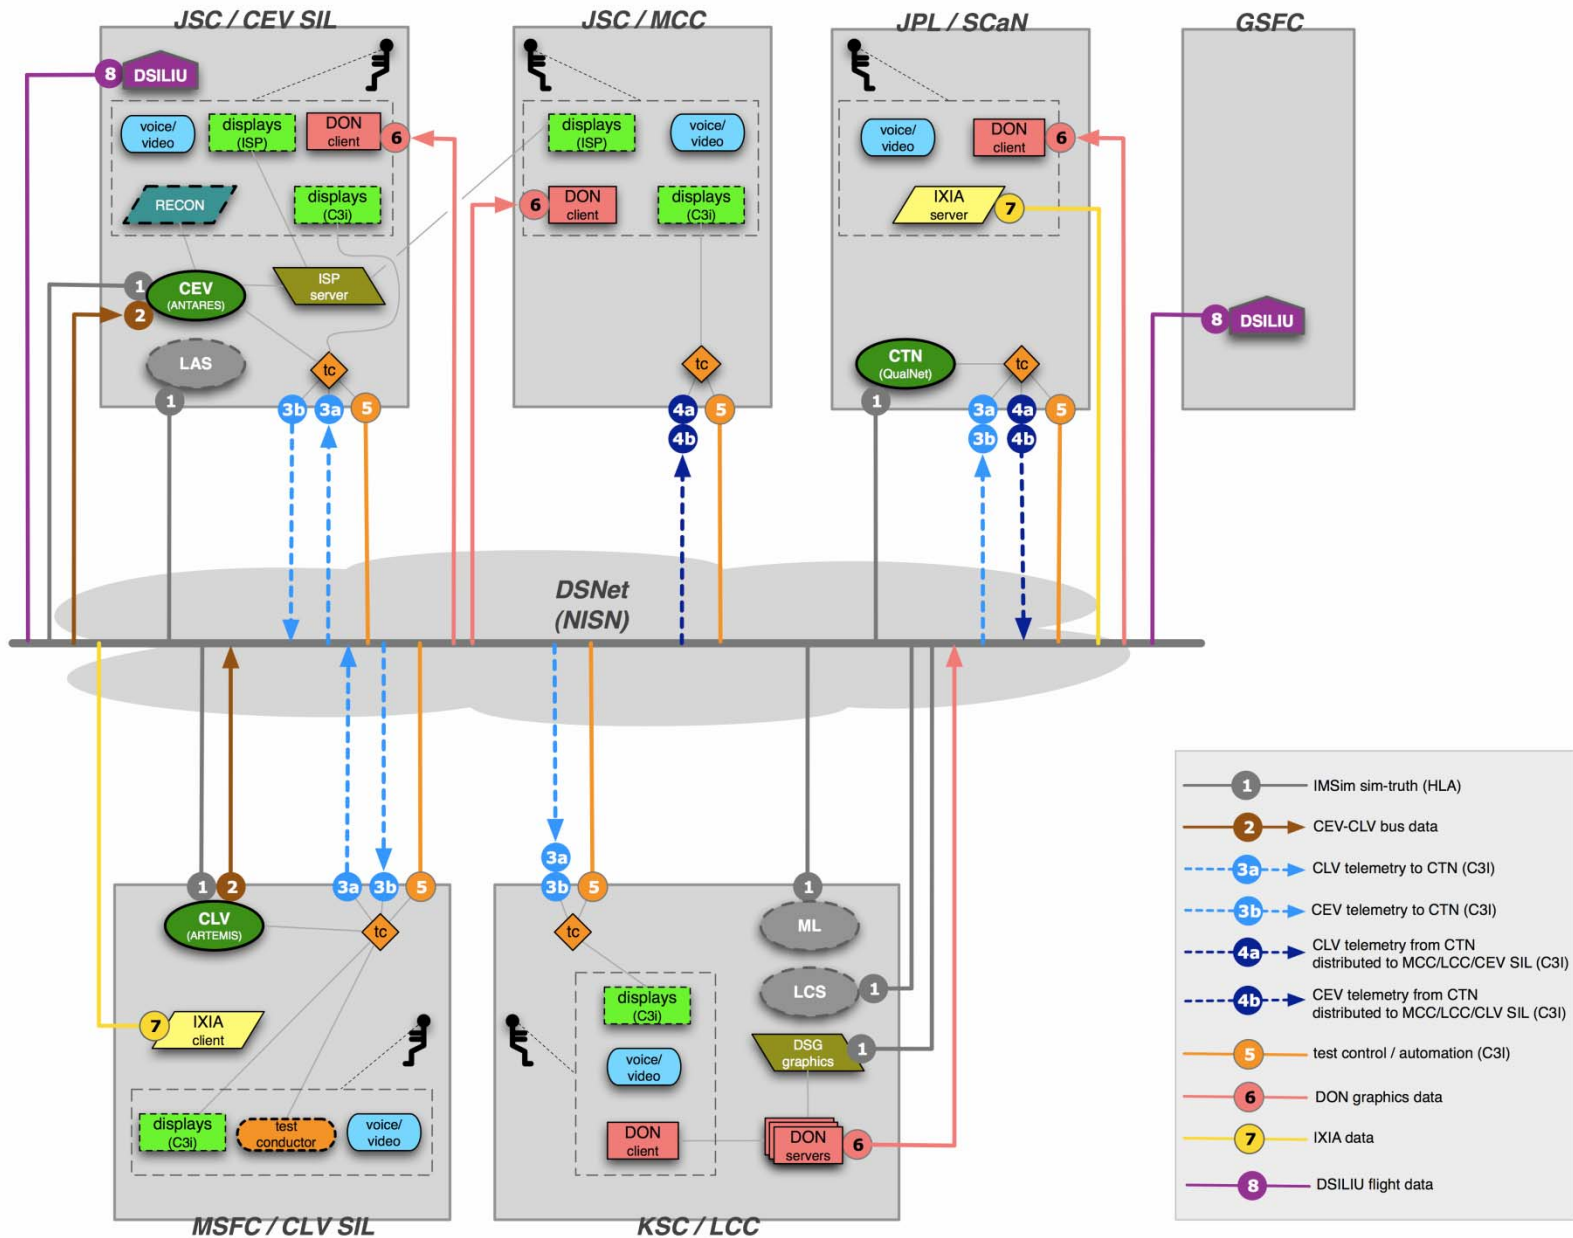 JSC / CEV SIL
JSC / MCC
JPL / SCaN
GSFC
8
DSILIU
voice/
video
displays
(ISP)
DON
client
6
RECON
displays
(C3i)
1
CEV
(ANTARES)
2
ISP
server
LAS
1
tc
3b
3a
5
displays
(ISP)
voice/
video
6
DON
client
displays
(C3i)
tc
4a
4b
5
voice/
video
DON
client
6
IXIA
server
7
CTN
(QualNet)
1
tc
3a
3b
4a
4b
5
8
DSILIU
DSNet
(NISN)
1
2
3a
3b
5
CLV
(ARTEMIS)
tc
7
IXIA
client
displays
(C3i)
test
conductor
voice/
video
MSFC / CLV SIL
3a
3b
5
tc
1
ML
LCS
1
displays
(C3i)
voice/
video
DSG
graphics
1
DON
client
DON
servers
6
KSC / LCC
1
IMSim sim-truth (HLA)
2
CEV-CLV bus data
3a
CLV telemetry to CTN (C3I)
3b
CEV telemetry to CTN (C3I)
4a
CLV telemetry from CTN
distributed to MCC/LCC/CEV SIL (C3I)
4b
CEV telemetry from CTN
distributed to MCC/LCC/CLV SIL (C3I)
5
test control / automation (C3I)
6
DON graphics data
7
IXIA data
8
DSILIU flight data